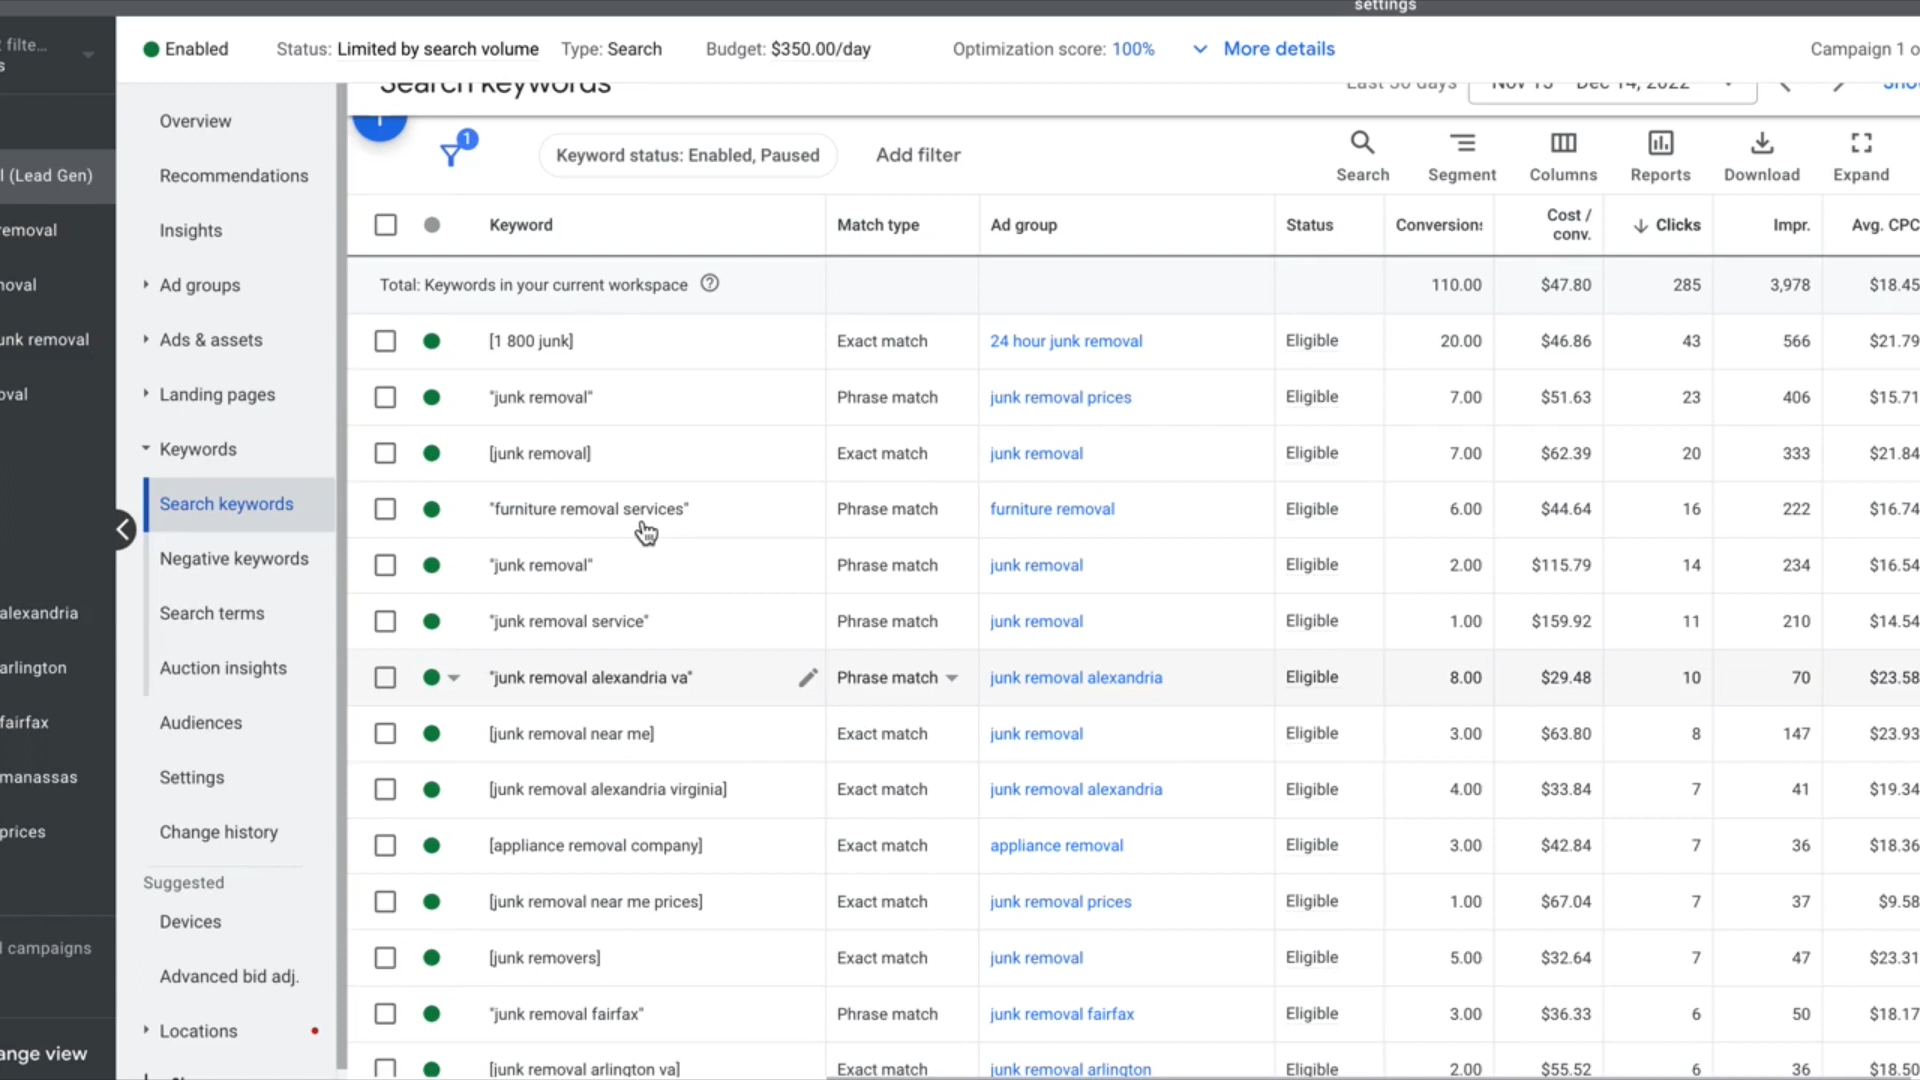 settings
filte...
s
Enabled
Status: Limited by search volume
Type: Search
Budget: $350.00/day
Optimization score: 100%
More details
Campaign 1 o
l (Lead Gen)
emoval
noval
unk removal
oval
alexandria
arlington
fairfax
manassas
prices
l campaigns
ange view
Overview
Recommendations
Insights
Ad groups
Ads & assets
Landing pages
Keywords
Search keywords
Negative keywords
Search terms
Auction insights
Audiences
Settings
Change history
Suggested
Devices
Advanced bid adj.
Locations
Search keywords
Last 30 days
Nov 15 – Dec 14, 2022
Sho
1
Keyword status: Enabled, Paused
Add filter
Search
Segment
Columns
Reports
Download
Expand
Keyword Match type Ad group Status Conversions Cost / conv. Clicks Impr. Avg. CPC
Total: Keywords in your current workspace 110.00 $47.80 285 3,978 $18.45
[1 800 junk] Exact match 24 hour junk removal Eligible 20.00 $46.86 43 566 $21.79
"junk removal" Phrase match junk removal prices Eligible 7.00 $51.63 23 406 $15.71
[junk removal] Exact match junk removal Eligible 7.00 $62.39 20 333 $21.84
"furniture removal services" Phrase match furniture removal Eligible 6.00 $44.64 16 222 $16.74
"junk removal" Phrase match junk removal Eligible 2.00 $115.79 14 234 $16.54
"junk removal service" Phrase match junk removal Eligible 1.00 $159.92 11 210 $14.54
"junk removal alexandria va" Phrase match junk removal alexandria Eligible 8.00 $29.48 10 70 $23.58
[junk removal near me] Exact match junk removal Eligible 3.00 $63.80 8 147 $23.93
[junk removal alexandria virginia] Exact match junk removal alexandria Eligible 4.00 $33.84 7 41 $19.34
[appliance removal company] Exact match appliance removal Eligible 3.00 $42.84 7 36 $18.36
[junk removal near me prices] Exact match junk removal prices Eligible 1.00 $67.04 7 37 $9.58
[junk removers] Exact match junk removal Eligible 5.00 $32.64 7 47 $23.31
"junk removal fairfax" Phrase match junk removal fairfax Eligible 3.00 $36.33 6 50 $18.17
[junk removal arlington va] Exact match junk removal arlington Eligible 2.00 $55.52 6 36 $18.50